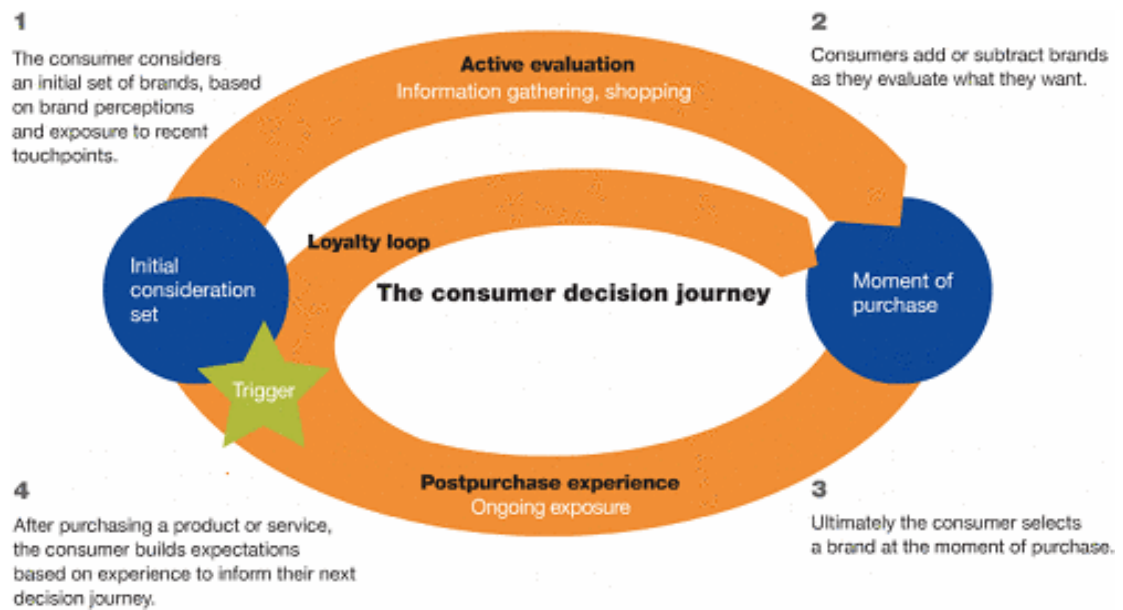 1
The consumer considers
an initial set of brands, based
on brand perceptions
and exposure to recent
touchpoints.
2
Consumers add or subtract brands
as they evaluate what they want.
Active evaluation
Information gathering, shopping
Loyalty loop
Initial
consideration
set
The consumer decision journey
Moment of
purchase
Trigger
Postpurchase experience
Ongoing exposure
4
After purchasing a product or service,
the consumer builds expectations
based on experience to inform their next
decision journey.
3
Ultimately the consumer selects
a brand at the moment of purchase.